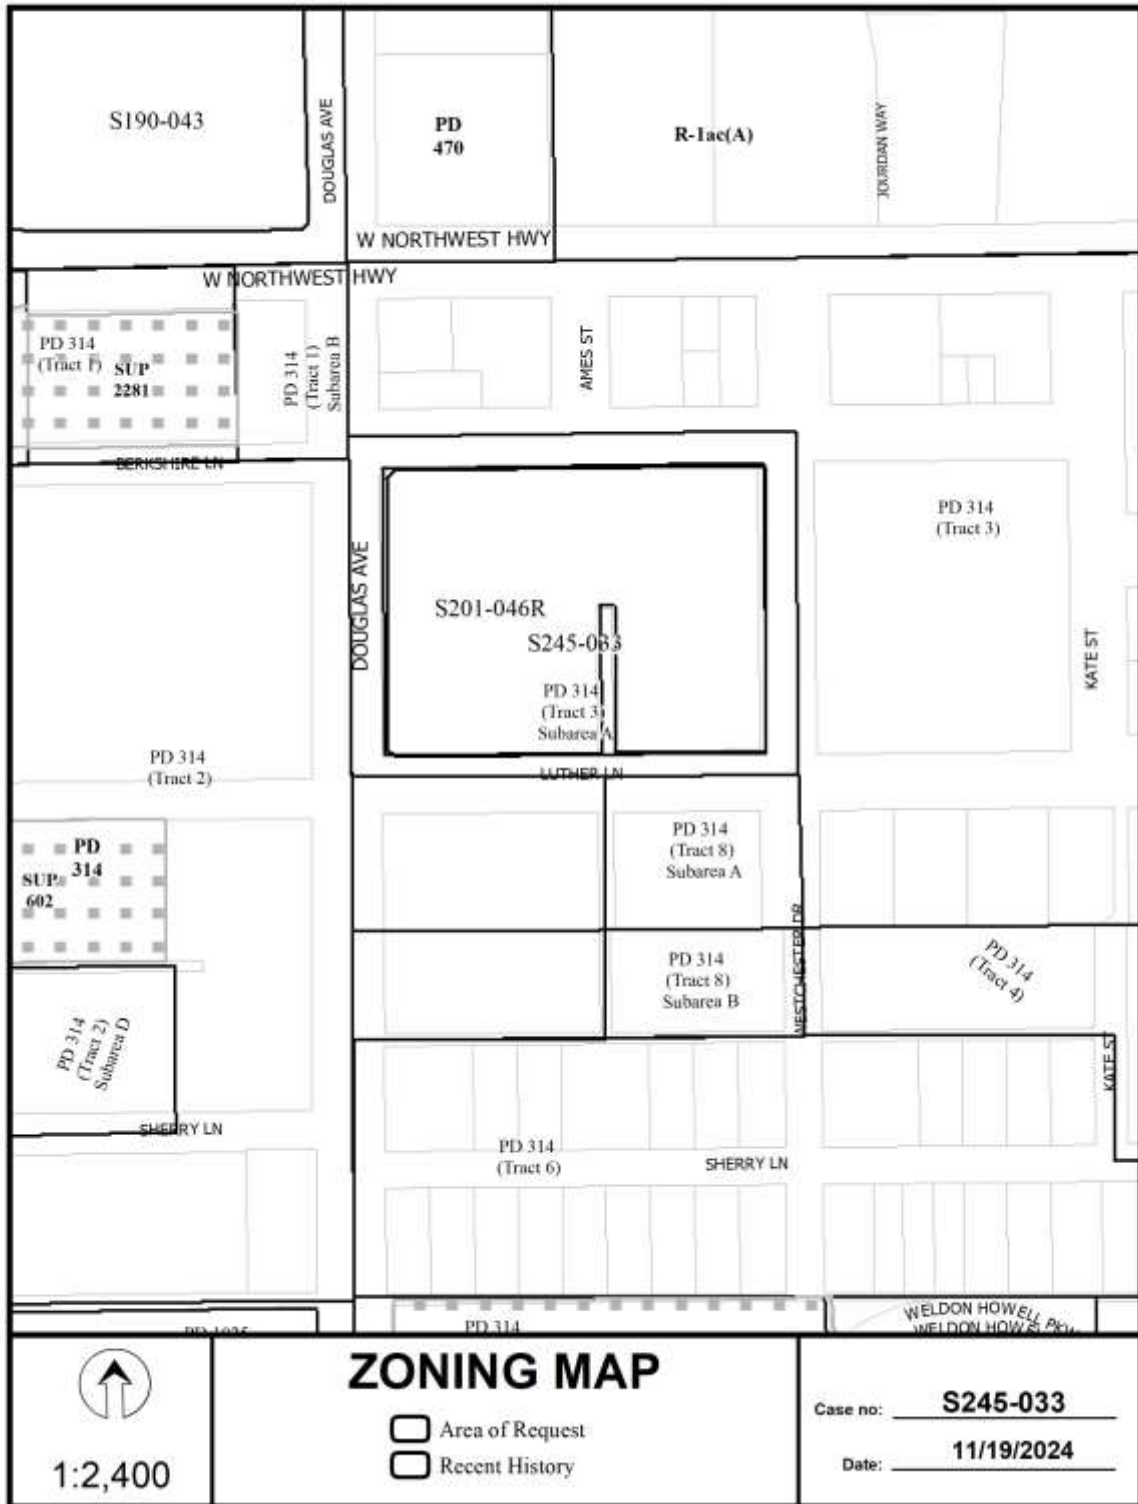 S190-043
DOUGLAS AVE
PD
470
R-1ac(A)
JOURDAN WAY
W NORTHWEST HWY
W NORTHWEST HWY
PD 314
(Tract 1)
SUP
2281
PD 314
(Tract 1)
Subarea B
AMES ST
BERKSHIRE LN
DOUGLAS AVE
S201-046R
S245-033
PD 314
(Tract 3)
Subarea A
PD 314
(Tract 3)
KATE ST
LUTHER LN
PD 314
(Tract 2)
PD
314
SUP
602
PD 314
(Tract 8)
Subarea A
PD 314
(Tract 8)
Subarea B
WESTCHESTER DR
PD 314
(Tract 4)
PD 314
(Tract 2)
Subarea D
KATE ST
SHERRY LN
PD 314
(Tract 6)
SHERRY LN
PD 314
WELDON HOWELL PKWY
WELDON HOWELL
1:2,400
ZONING MAP
Area of Request
Recent History
Case no: S245-033
Date: 11/19/2024